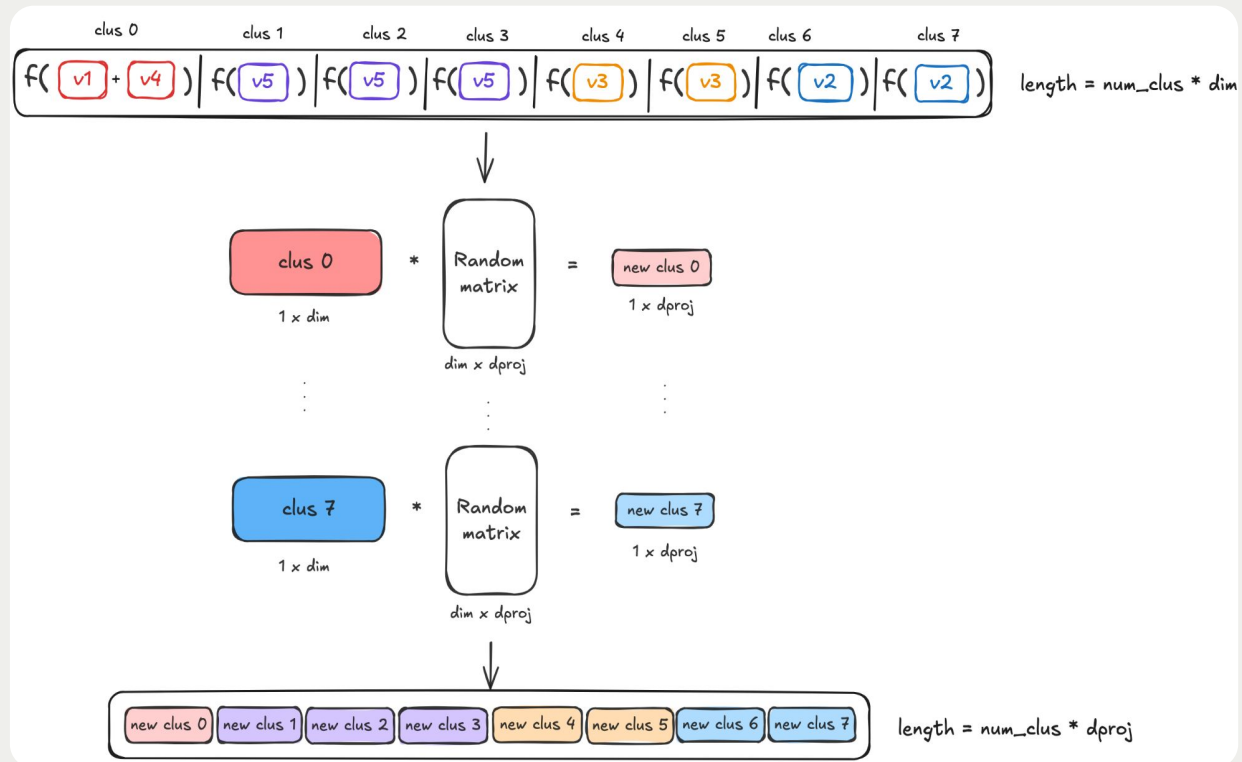 clus 0 clus 1 clus 2 clus 3 clus 4 clus 5 clus 6 clus 7
f( v1 + v4 ) | f( v5 ) | f( v5 ) | f( v5 ) | f( v3 ) | f( v3 ) | f( v2 ) | f( v2 ) length = num_clus * dim
clus 0 * Random matrix = new clus 0
1 x dim
1 x dproj
dim x dproj
clus 7 * Random matrix = new clus 7
1 x dim
1 x dproj
dim x dproj
new clus 0 new clus 1 new clus 2 new clus 3 new clus 4 new clus 5 new clus 6 new clus 7 length = num_clus * dproj